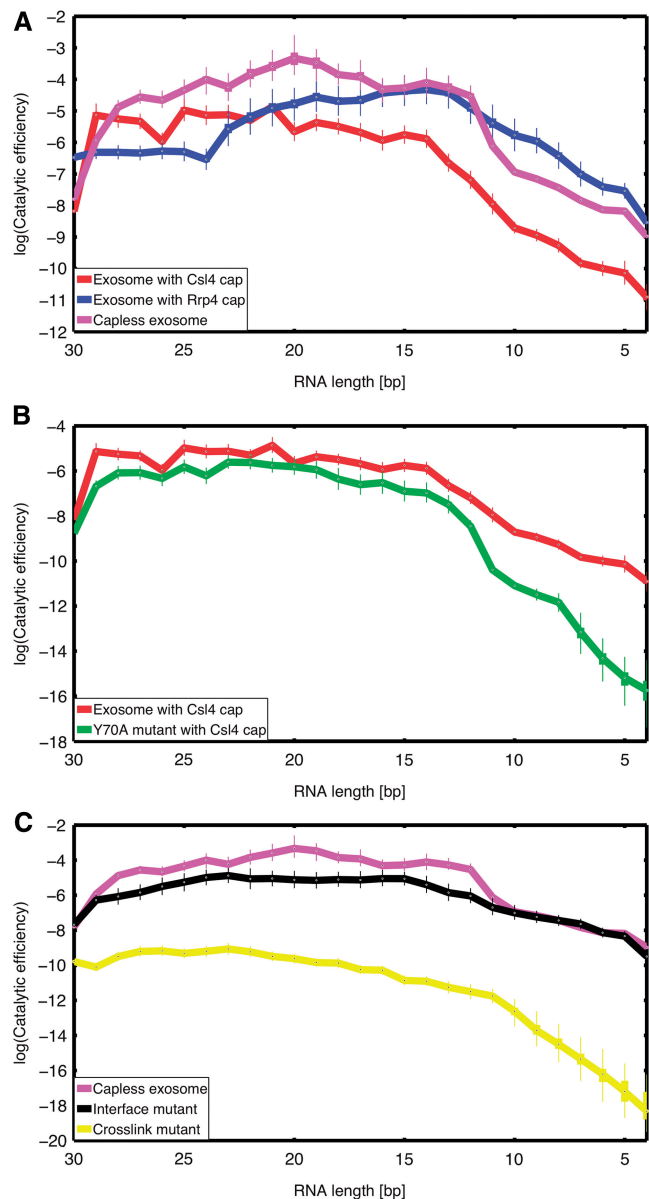 A
−2
−3
−4
−5
−6
−7
−8
−9
−10
−11
−12
log(Catalytic efficiency)
Exosome with Csl4 cap
Exosome with Rrp4 cap
Capless exosome
30 25 20 15 10 5
RNA length [bp]
B
−4
−6
−8
−10
−12
−14
−16
−18
log(Catalytic efficiency)
Exosome with Csl4 cap
Y70A mutant with Csl4 cap
30 25 20 15 10 5
RNA length [bp]
C
−2
−4
−6
−8
−10
−12
−14
−16
−18
−20
log(Catalytic efficiency)
Capless exosome
Interface mutant
Crosslink mutant
30 25 20 15 10 5
RNA length [bp]